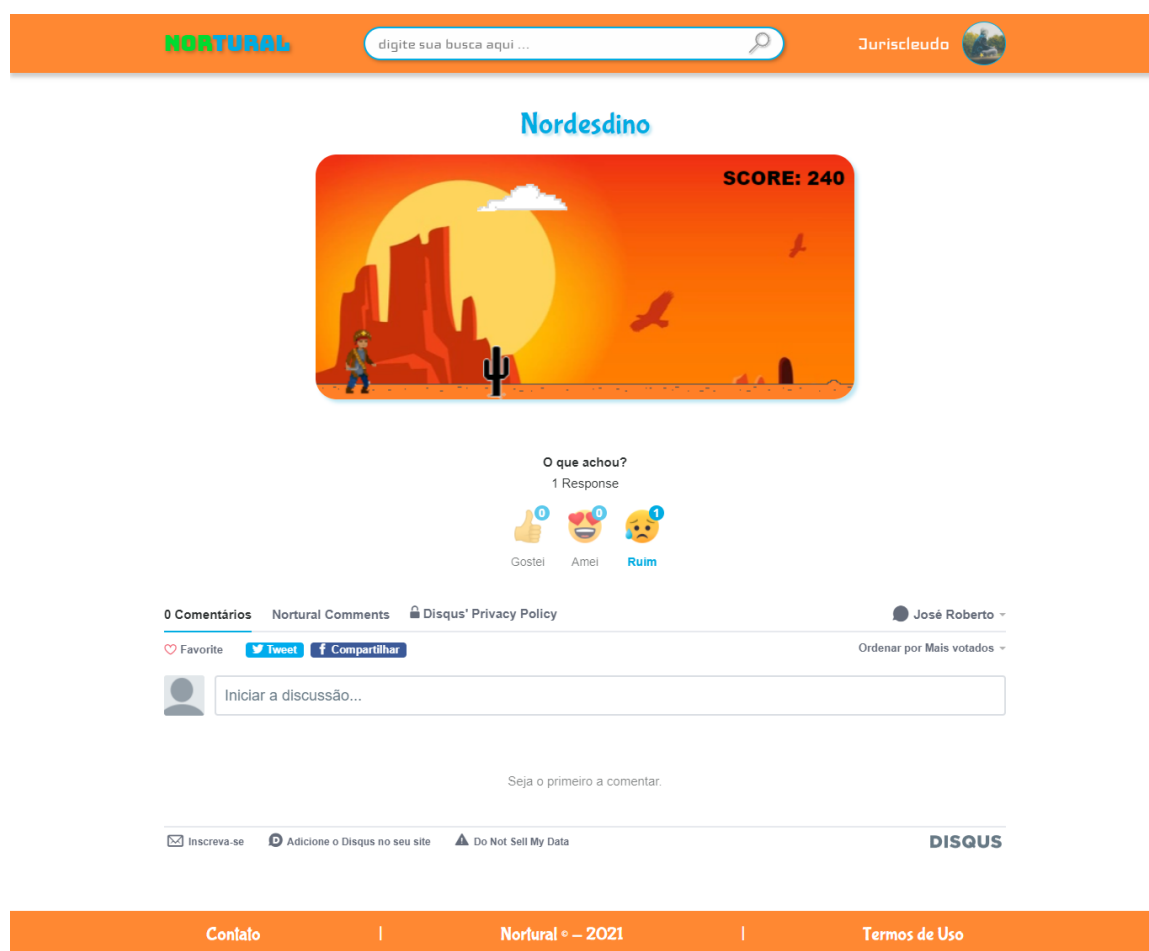 NORTURAL
digite sua busca aqui ...
Juriscleudo
Nordesdino
SCORE: 240
O que achou?
1 Response
0 0 1
Gostei Amei Ruim
0 Comentários Nortural Comments Disqus' Privacy Policy José Roberto
Favorite Tweet f Compartilhar Ordenar por Mais votados
Iniciar a discussão...
Seja o primeiro a comentar.
Inscreva-se D Adicione o Disqus no seu site Do Not Sell My Data DISQUS
Contato | Nortural © – 2021 | Termos de Uso